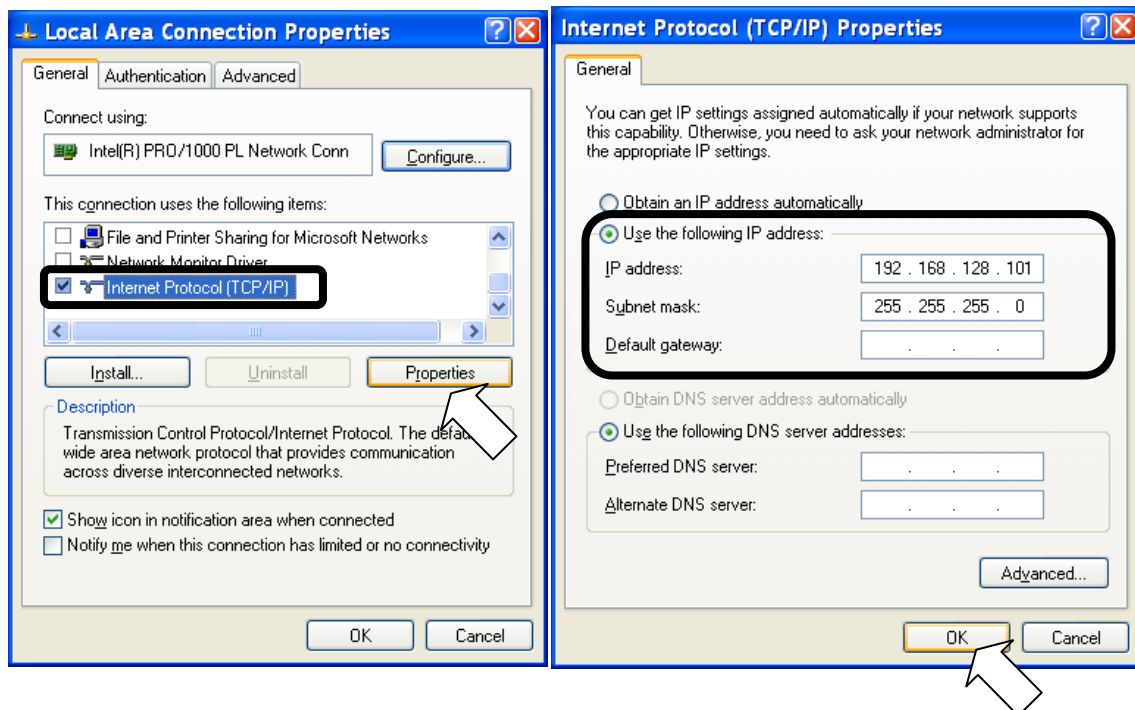 Local Area Connection Properties
General Authentication Advanced
Connect using:
Intel(R) PRO/1000 PL Network Conn
Configure...
This connection uses the following items:
File and Printer Sharing for Microsoft Networks
Network Monitor Driver
Internet Protocol (TCP/IP)
Install... Uninstall Properties
Description
Transmission Control Protocol/Internet Protocol. The
wide area network protocol that provides communication
across diverse interconnected networks.
Show icon in notification area when connected
Notify me when this connection has limited or no connectivity
OK Cancel
Internet Protocol (TCP/IP) Properties
General
You can get IP settings assigned automatically if your network supports
this capability. Otherwise, you need to ask your network administrator for
the appropriate IP settings.
Obtain an IP address automatically
Use the following IP address:
IP address: 192 . 168 . 128 . 101
Subnet mask: 255 . 255 . 255 . 0
Default gateway: . . .
Obtain DNS server address automatically
Use the following DNS server addresses:
Preferred DNS server: . . .
Alternate DNS server: . . .
Advanced...
OK Cancel